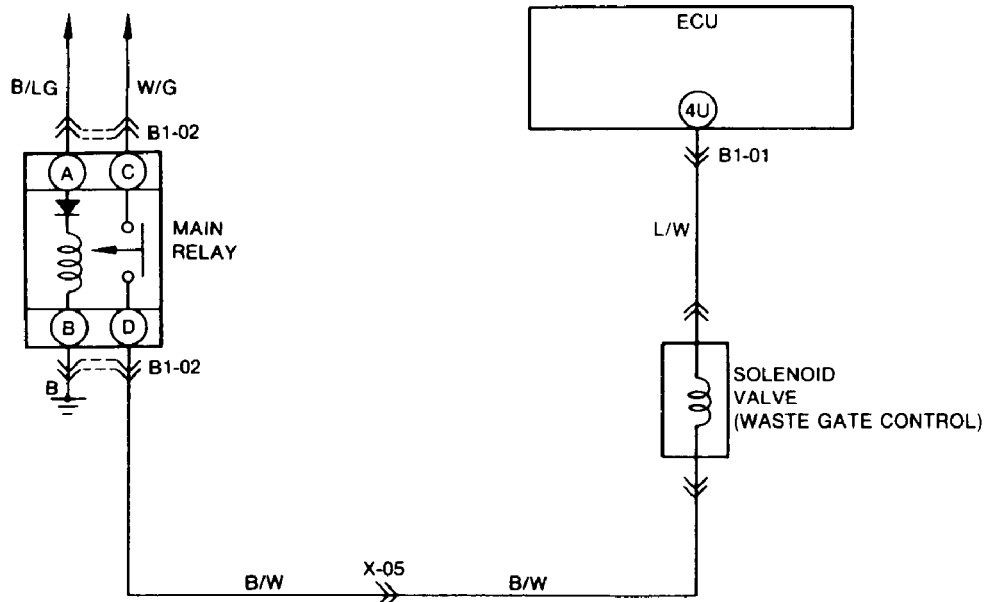 ECU
4U
B1-01
L/W
B/LG
W/G
B1-02
A
C
MAIN
RELAY
B
D
B1-02
B
SOLENOID
VALVE
(WASTE GATE CONTROL)
B/W
X-05
B/W